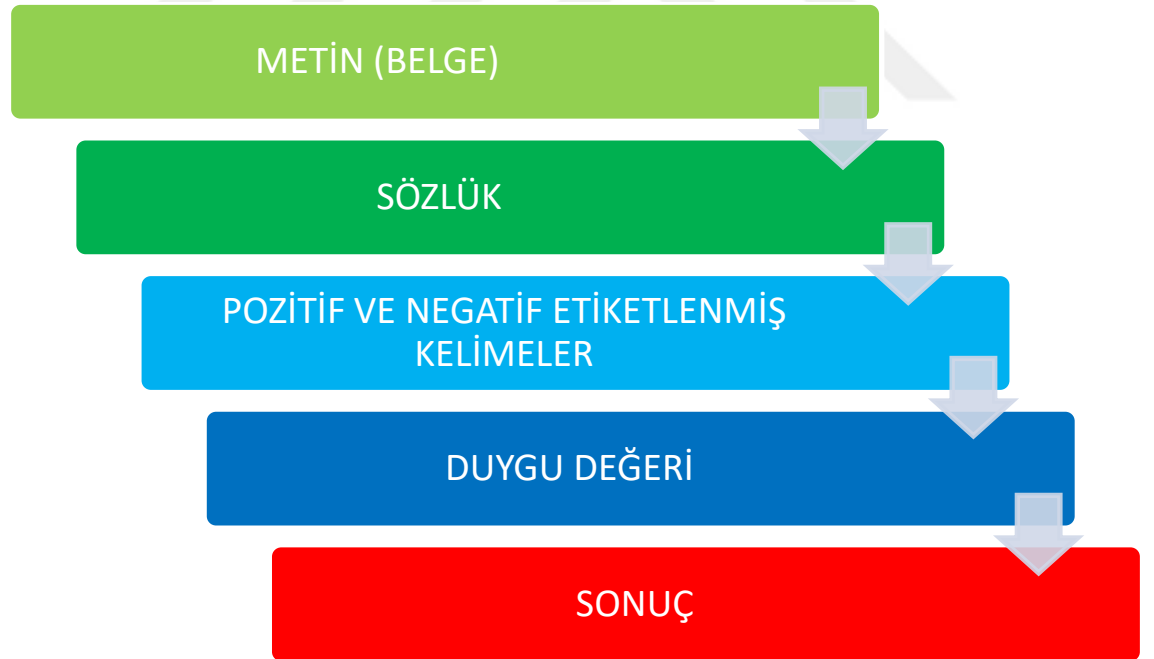 METİN (BELGE)
SÖZLÜK
POZİTİF VE NEGATİF ETİKETLENMİŞ
KELİMELER
DUYGU DEĞERİ
SONUÇ